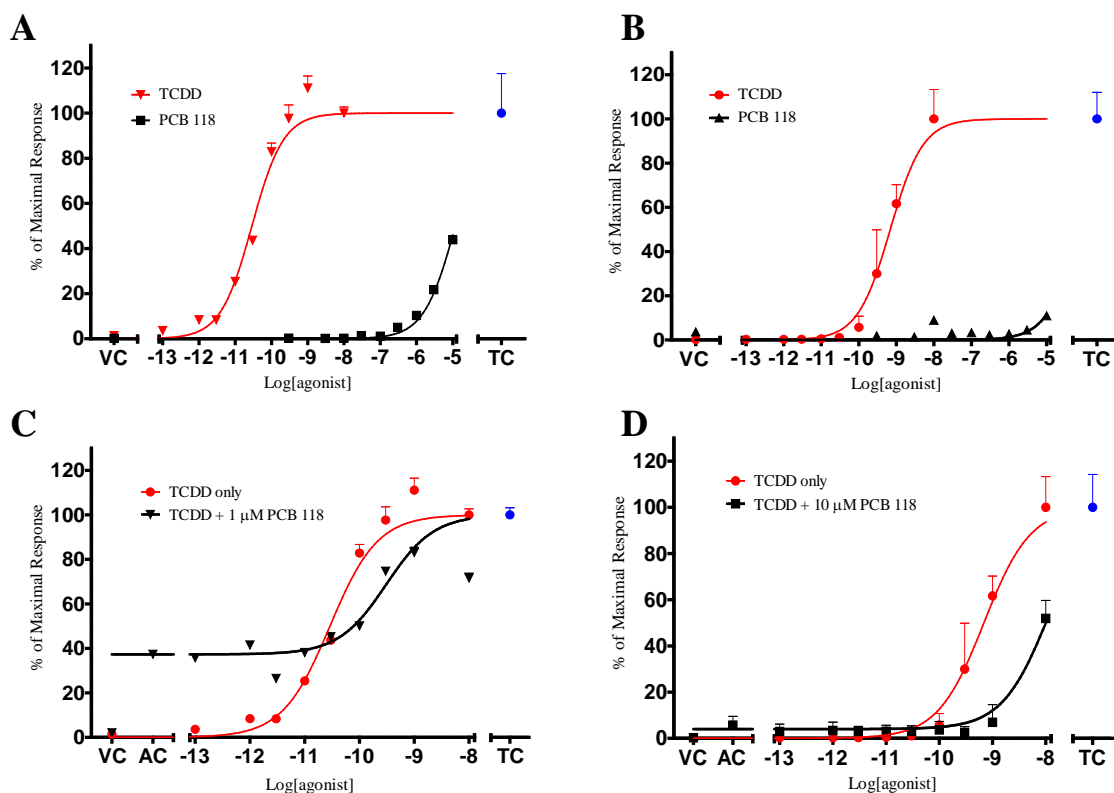 A
% of Maximal Response
120
100
80
60
40
20
0
TCDD
PCB 118
VC -13 -12 -11 -10 -9 -8 -7 -6 -5 TC
Log[agonist]
B
% of Maximal Response
120
100
80
60
40
20
0
TCDD
PCB 118
VC -13 -12 -11 -10 -9 -8 -7 -6 -5 TC
Log[agonist]
C
% of Maximal Response
120
100
80
60
40
20
0
TCDD only
TCDD + 1 μM PCB 118
VC AC -13 -12 -11 -10 -9 -8 TC
Log[agonist]
D
% of Maximal Response
120
100
80
60
40
20
0
TCDD only
TCDD + 10 μM PCB 118
VC AC -13 -12 -11 -10 -9 -8 TC
Log[agonist]